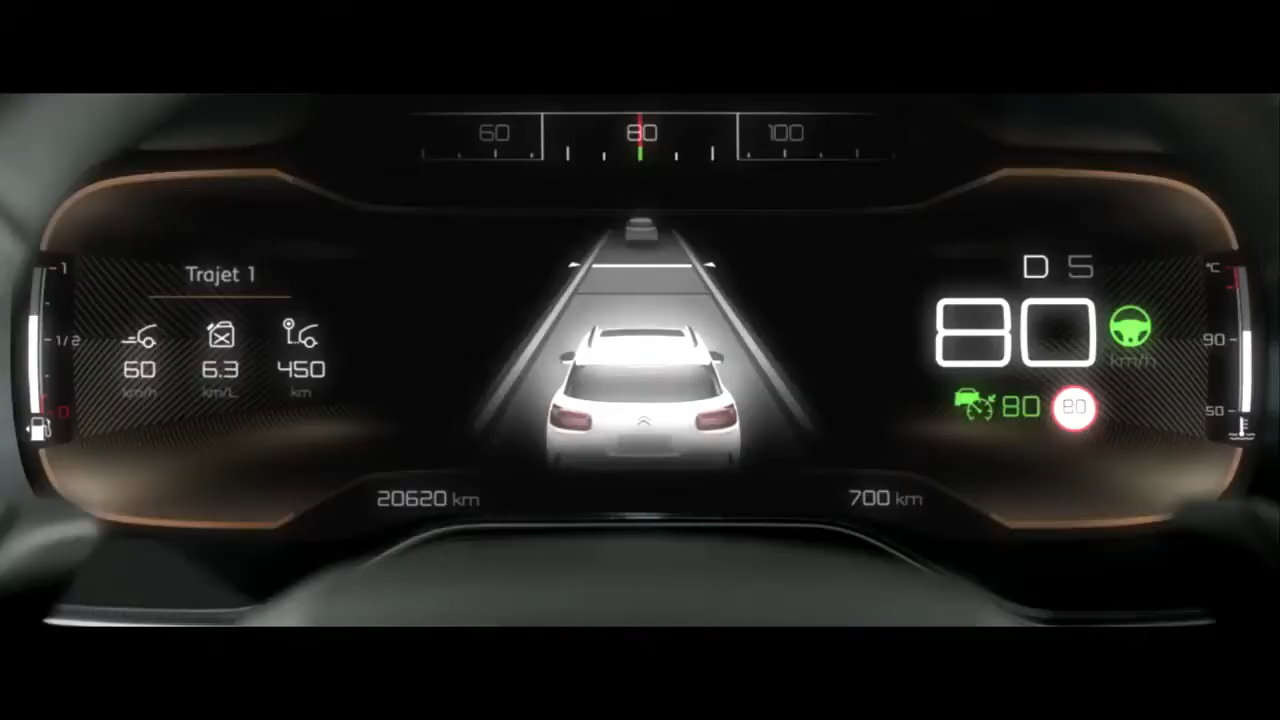 60 80 100
Trajet 1
60 6.3 450
km/h km/L km
1
1/2
0
D 5
80
km/h
80 80
°C
90
50
20620 km
700 km